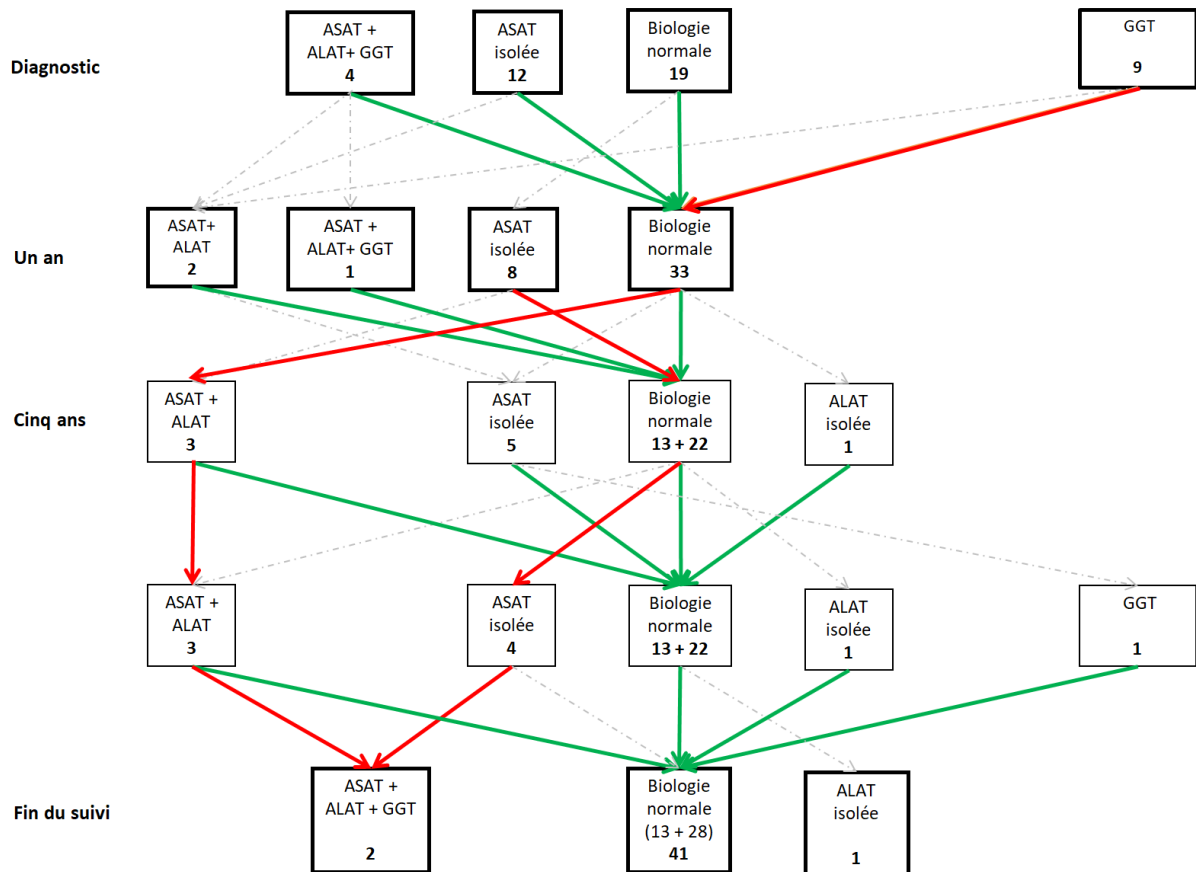 Diagnostic
ASAT +
ALAT+ GGT
4
ASAT
isolée
12
Biologie
normale
19
GGT
9
Un an
ASAT+
ALAT
2
ASAT +
ALAT+ GGT
1
ASAT
isolée
8
Biologie
normale
33
Cinq ans
ASAT +
ALAT
3
ASAT
isolée
5
Biologie
normale
13 + 22
ALAT
isolée
1
ASAT +
ALAT
3
ASAT
isolée
4
Biologie
normale
13 + 22
ALAT
isolée
1
GGT
1
Fin du suivi
ASAT +
ALAT + GGT
2
Biologie
normale
(13 + 28)
41
ALAT
isolée
1